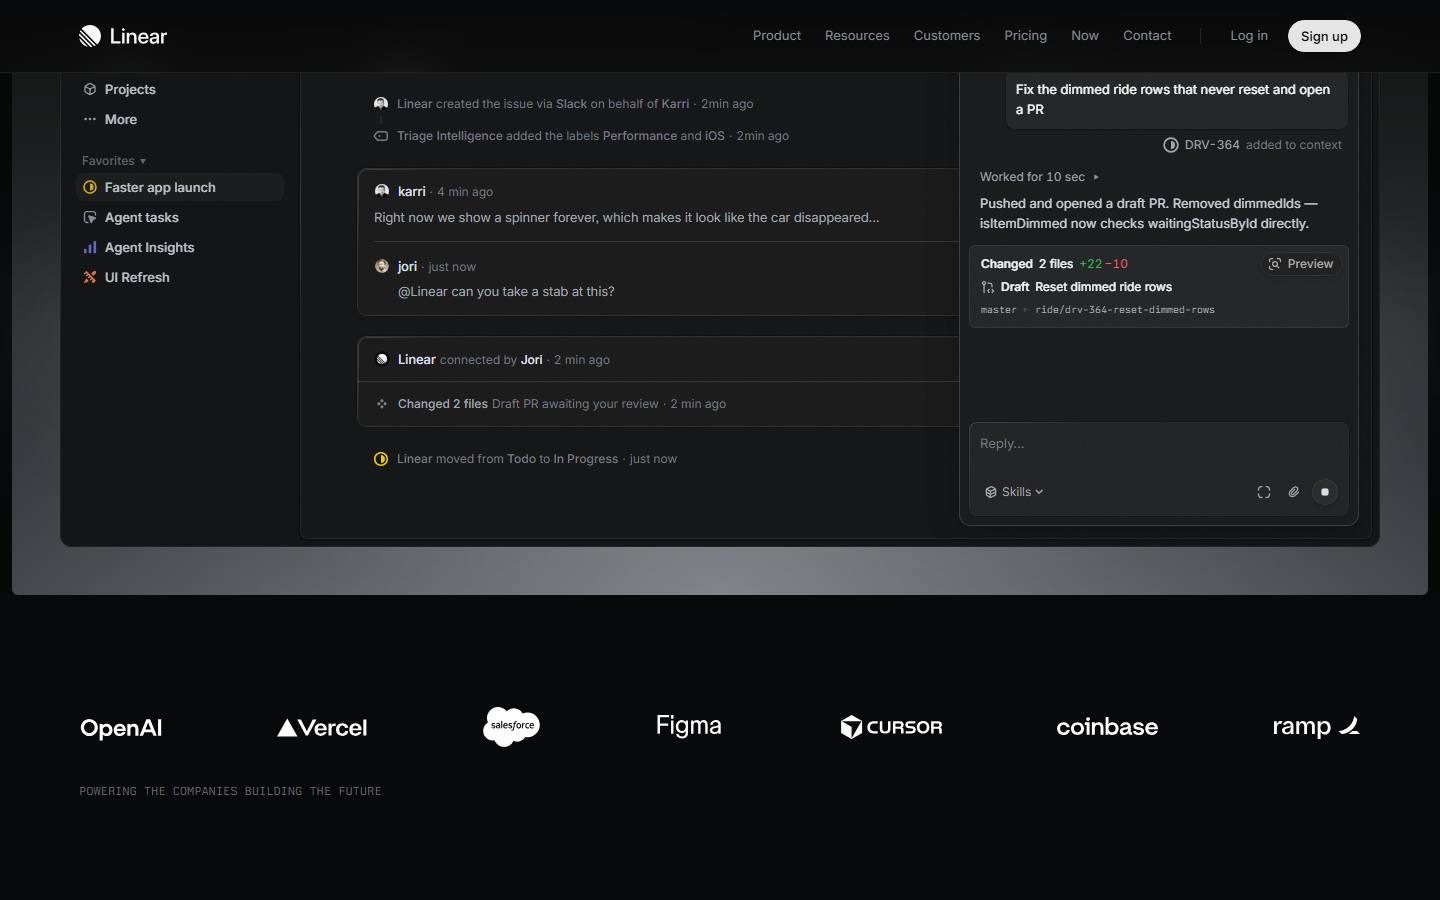 Linear
Product
Resources
Customers
Pricing
Now
Contact
Log in
Sign up
Projects
More
Favorites
Faster app launch
Agent tasks
Agent Insights
UI Refresh
Linear created the issue via Slack on behalf of Karri · 2min ago
Triage Intelligence added the labels Performance and iOS · 2min ago
karri · 4 min ago
Right now we show a spinner forever, which makes it look like the car disappeared...
jori · just now
@Linear can you take a stab at this?
Linear connected by Jori · 2 min ago
Changed 2 files Draft PR awaiting your review · 2 min ago
Linear moved from Todo to In Progress · just now
Fix the dimmed ride rows that never reset and open
a PR
DRV-364 added to context
Worked for 10 sec
Pushed and opened a draft PR. Removed dimmedIds —
isItemDimmed now checks waitingStatusById directly.
Changed 2 files +22 −10
Preview
Draft Reset dimmed ride rows
master ride/drv-364-reset-dimmed-rows
Reply...
Skills
OpenAI
Vercel
salesforce
Figma
CURSOR
coinbase
ramp
POWERING THE COMPANIES BUILDING THE FUTURE